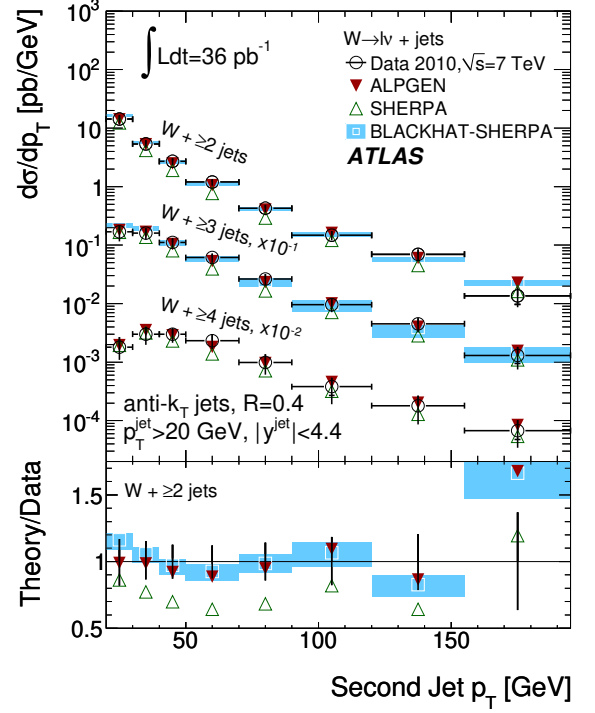 dσ/dp_T [pb/GeV]
10³
10²
10
1
10⁻¹
10⁻²
10⁻³
10⁻⁴
∫ Ldt=36 pb⁻¹
W→lν + jets
Data 2010,√s=7 TeV
ALPGEN
SHERPA
BLACKHAT-SHERPA
ATLAS
W + ≥2 jets
W + ≥3 jets, x10⁻¹
W + ≥4 jets, x10⁻²
anti-k_T jets, R=0.4
p_T^jet>20 GeV, |y^jet|<4.4
Theory/Data
W + ≥2 jets
1.5
1
0.5
50 100 150
Second Jet p_T [GeV]